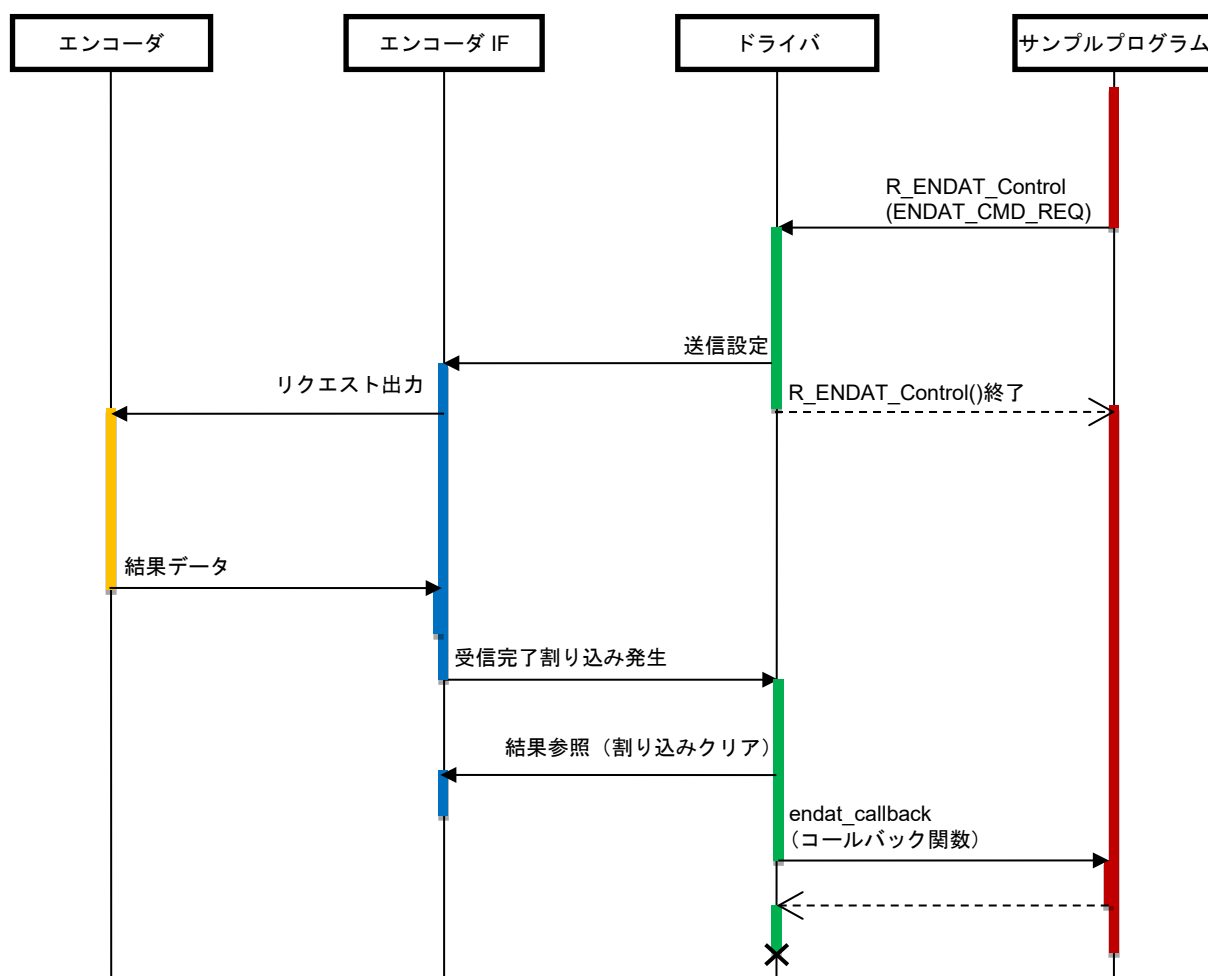 エンコーダ
エンコーダ IF
ドライバ
サンプルプログラム
R_ENDAT_Control
(ENDAT_CMD_REQ)
送信設定
リクエスト出力
R_ENDAT_Control()終了
結果データ
受信完了割り込み発生
結果参照（割り込みクリア）
endat_callback
（コールバック関数）